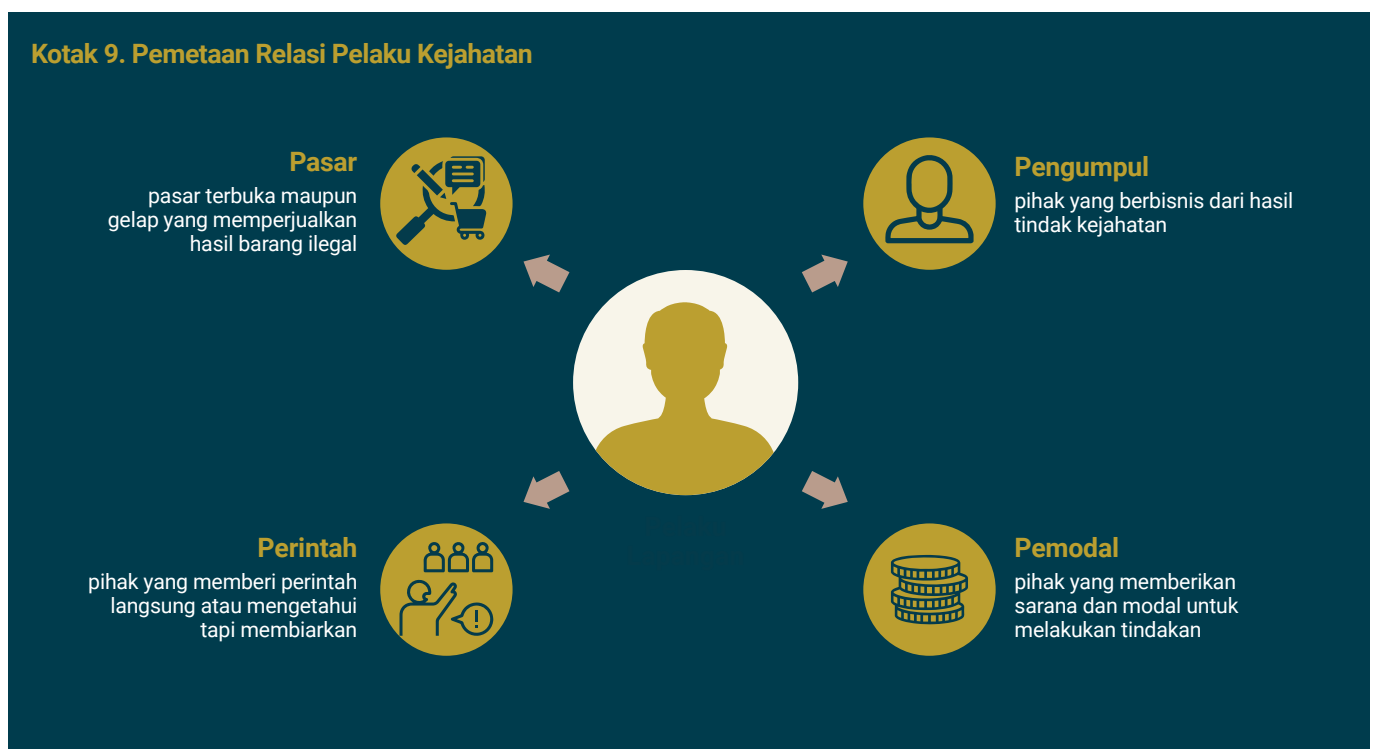 Kotak 9. Pemetaan Relasi Pelaku Kejahatan
Pasar
pasar terbuka maupun
gelap yang memperjualkan
hasil barang ilegal
Pengumpul
pihak yang berbisnis dari hasil
tindak kejahatan
Perintah
pihak yang memberi perintah
langsung atau mengetahui
tapi membiarkan
Pemodal
pihak yang memberikan
sarana dan modal untuk
melakukan tindakan